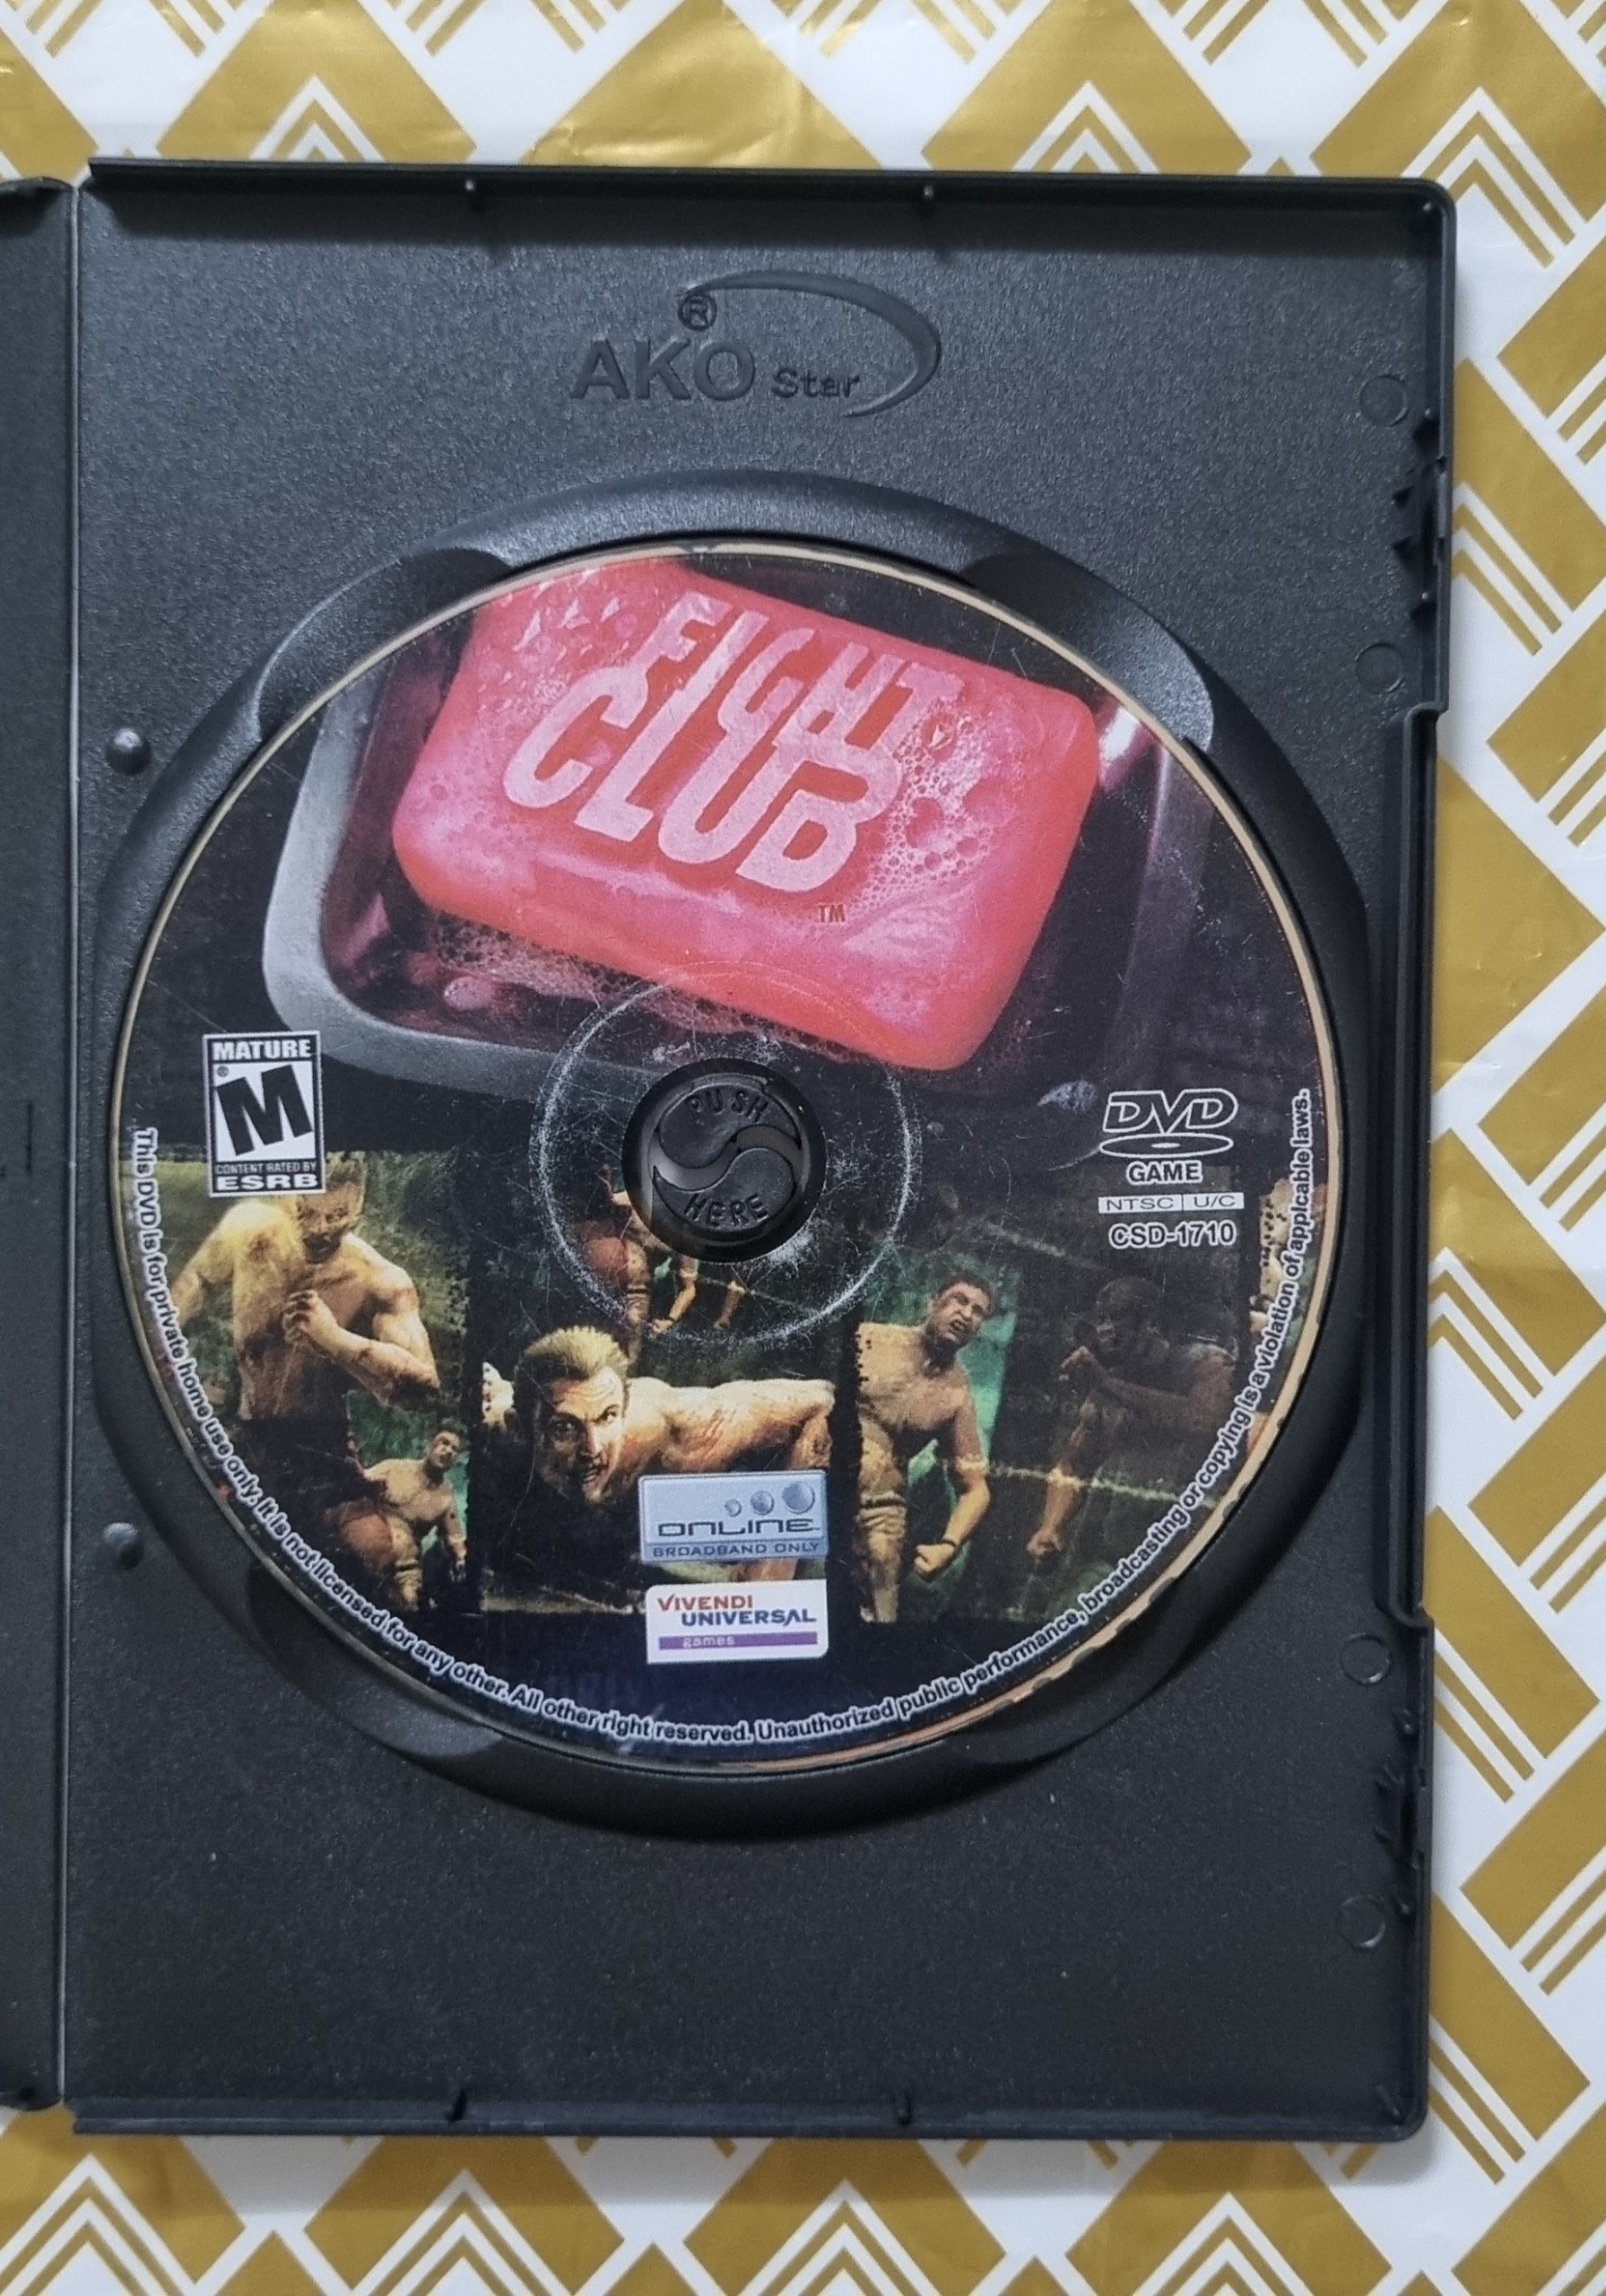 ®
AKO Star
FIGHT
CLUB
TM
MATURE
®
M
CONTENT RATED BY
ESRB
PUSH
HERE
DVD
GAME
NTSC U/C
CSD-1710
ONLINE
BROADBAND ONLY
VIVENDI
UNIVERSAL
games
This DVD is for private home use only. It is not licensed for any other. All other right reserved. Unauthorized public performance, broadcasting or copying is a violation of applcable laws.